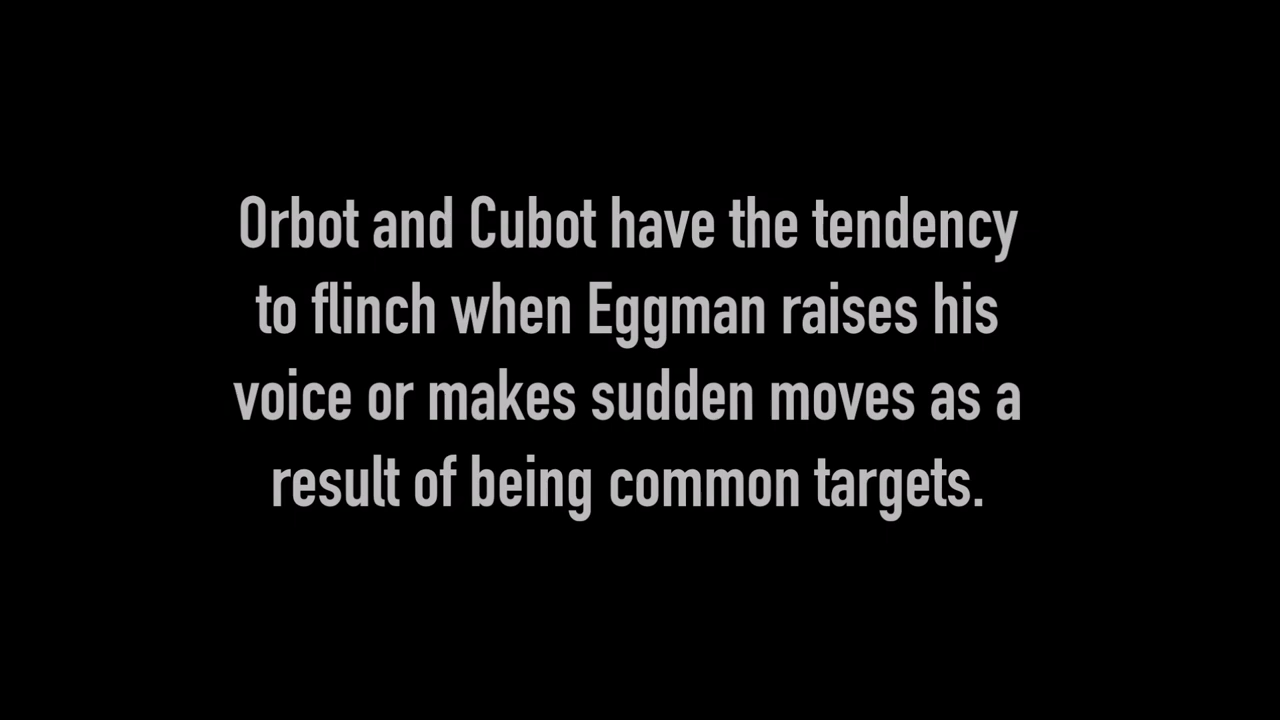 Orbot and Cubot have the tendency
to flinch when Eggman raises his
voice or makes sudden moves as a
result of being common targets.